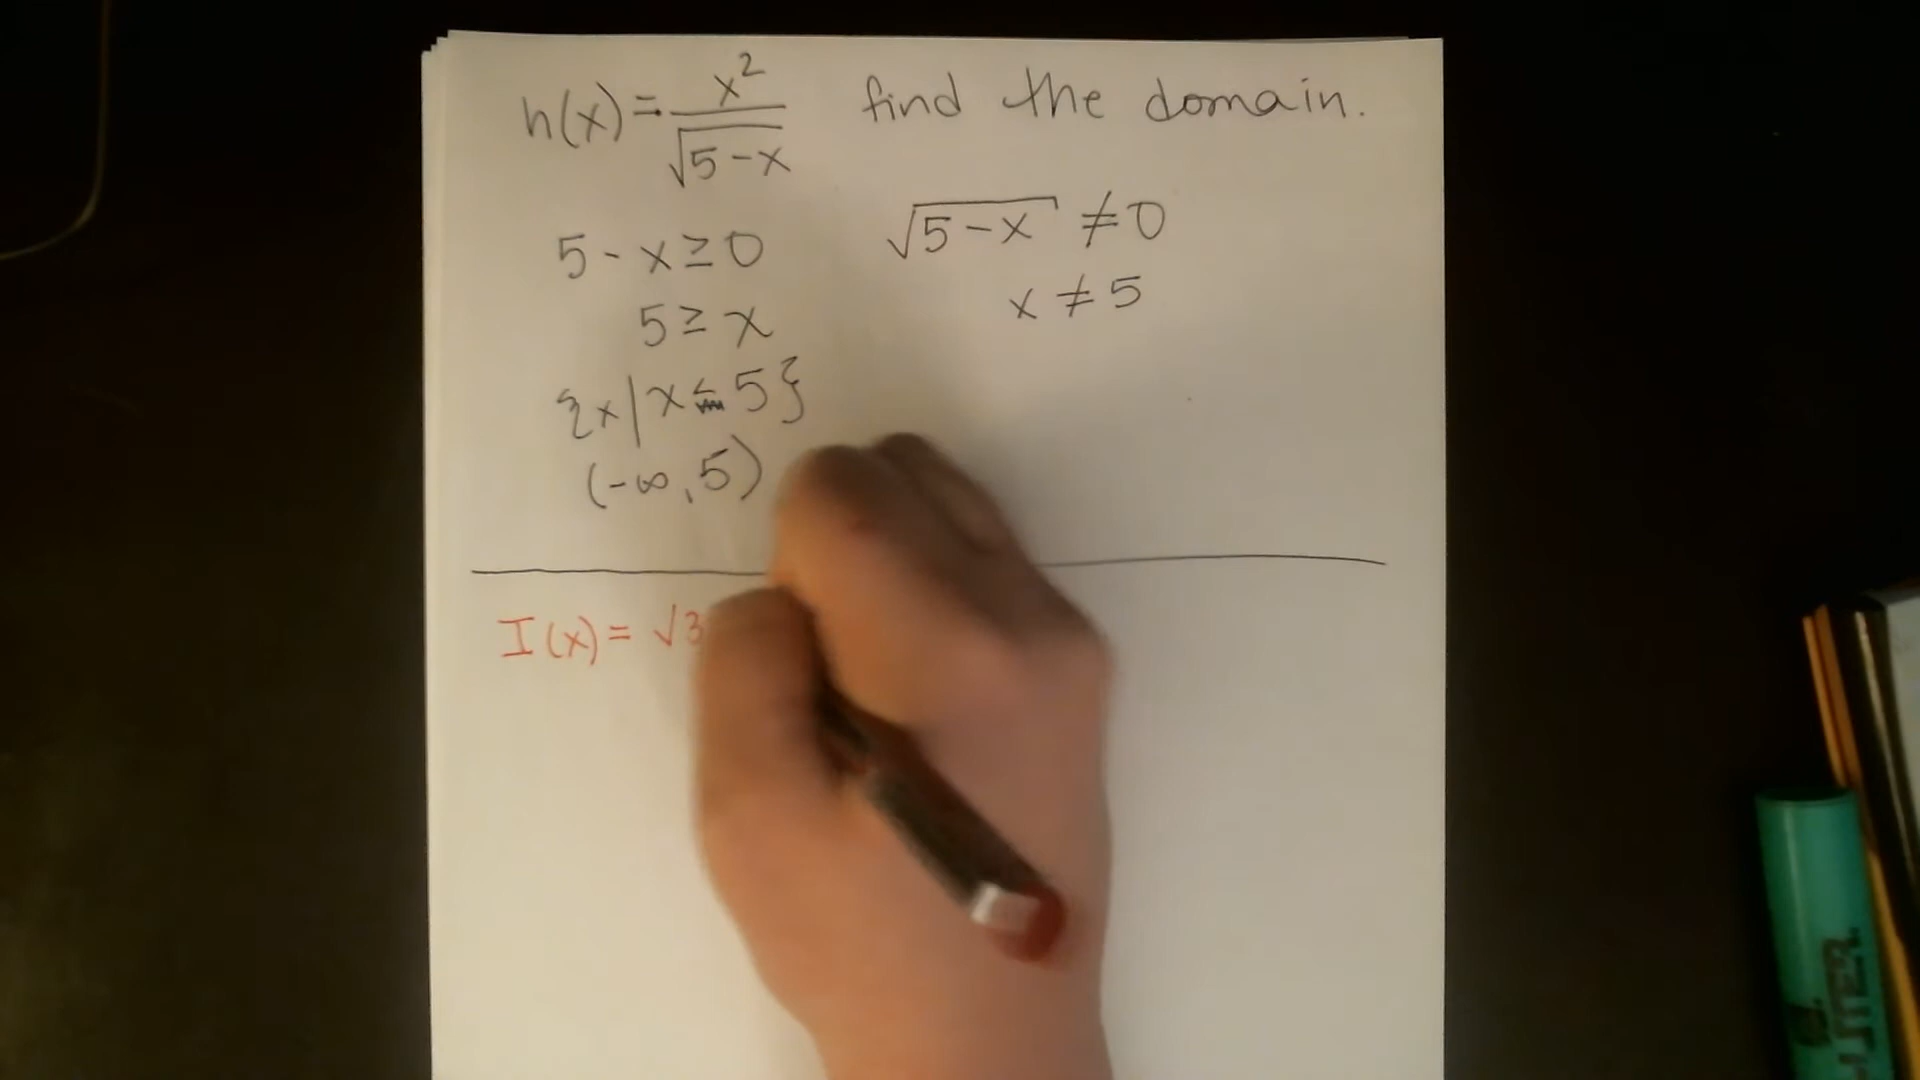 h(x) = x² / √(5-x) find the domain.
5 - x ≥ 0
√(5-x) ≠ 0
5 ≥ x
x ≠ 5
{x | x < 5}
(-∞, 5)
I(x) = √3